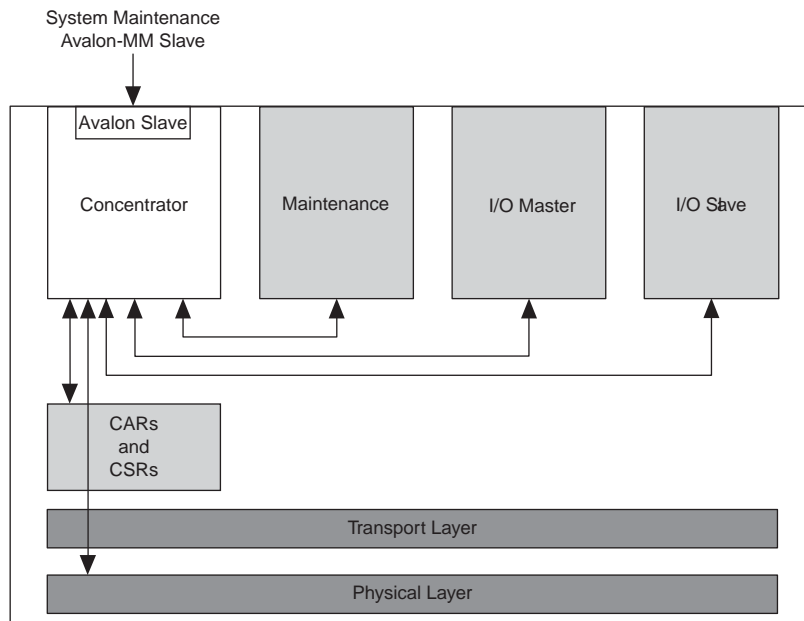 System Maintenance
Avalon-MM Slave
Avalon Slave
Concentrator
Maintenance
I/O Master
I/O Slave
CARs
and
CSRs
Transport Layer
Physical Layer